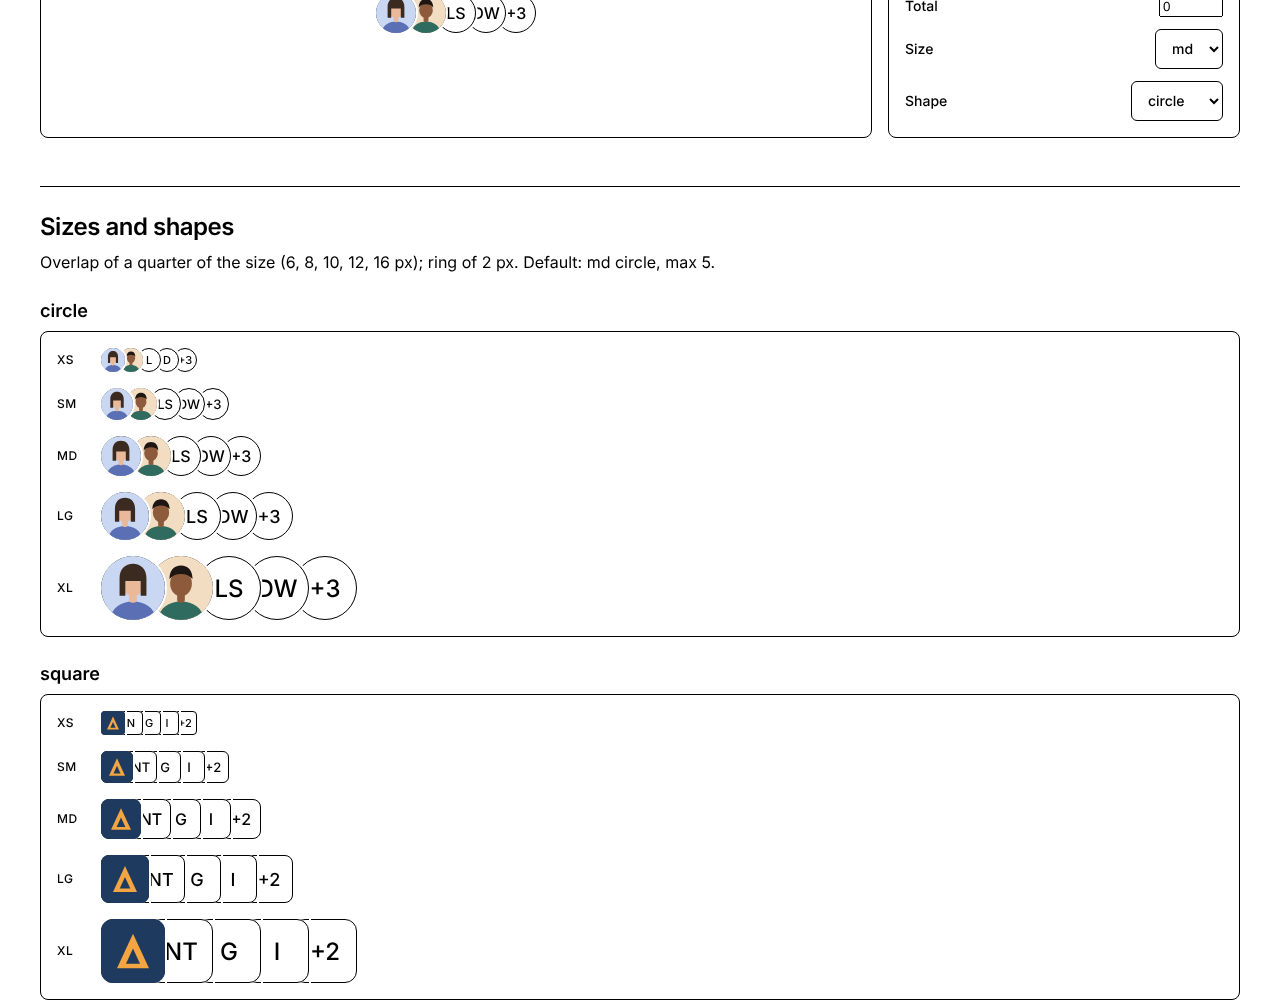 LS DW +3
Total 0
Size md
Shape circle
Sizes and shapes
Overlap of a quarter of the size (6, 8, 10, 12, 16 px); ring of 2 px. Default: md circle, max 5.
circle
XS L D +3
SM LS DW +3
MD LS DW +3
LG LS DW +3
XL LS DW +3
square
XS N G I +2
SM NT G I +2
MD NT G I +2
LG NT G I +2
XL NT G I +2